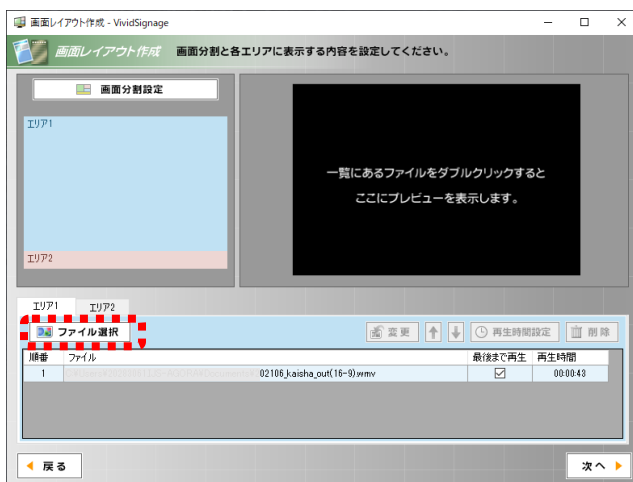 画面レイアウト作成 - VividSignage
画面レイアウト作成 画面分割と各エリアに表示する内容を設定してください。
画面分割設定
エリア1
エリア2
一覧にあるファイルをダブルクリックすると
ここにプレビューを表示します。
エリア1 エリア2
ファイル選択 変更 再生時間設定 削除
順番 ファイル 最後まで再生 再生時間
1 02106_kaisha_out(16-9).wmv 00:00:43
戻る 次へ